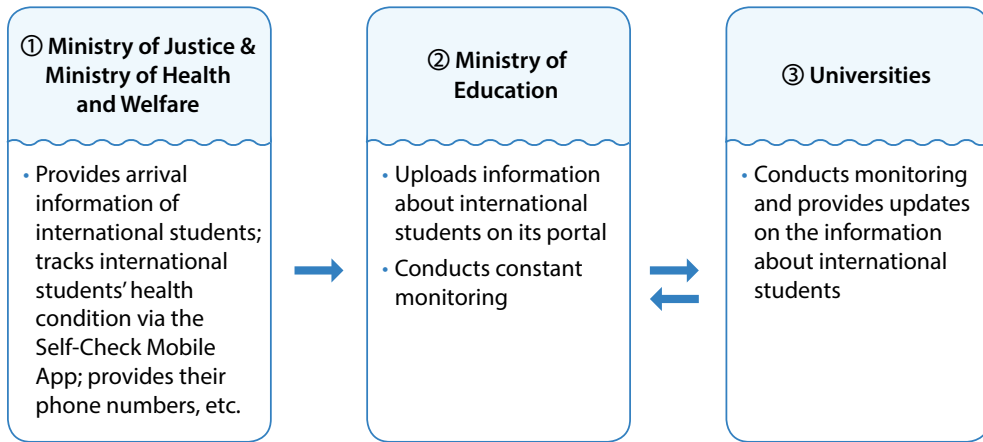 ① Ministry of Justice &
Ministry of Health
and Welfare
• Provides arrival
information of
international students;
tracks international
students’ health
condition via the
Self-Check Mobile
App; provides their
phone numbers, etc.
② Ministry of
Education
• Uploads information
about international
students on its portal
• Conducts constant
monitoring
③ Universities
• Conducts monitoring
and provides updates
on the information
about international
students